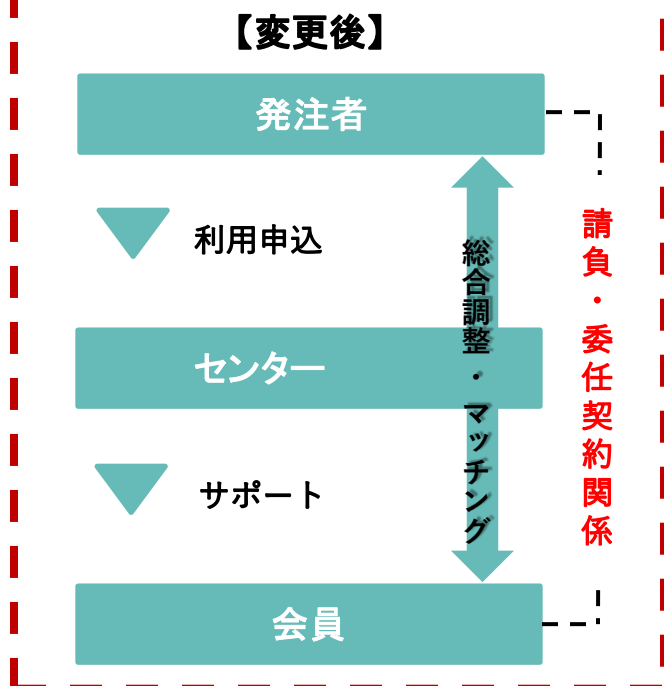 【変更後】
発注者
利用申込
総合調整・マッチング
請負・委任契約関係
センター
サポート
会員